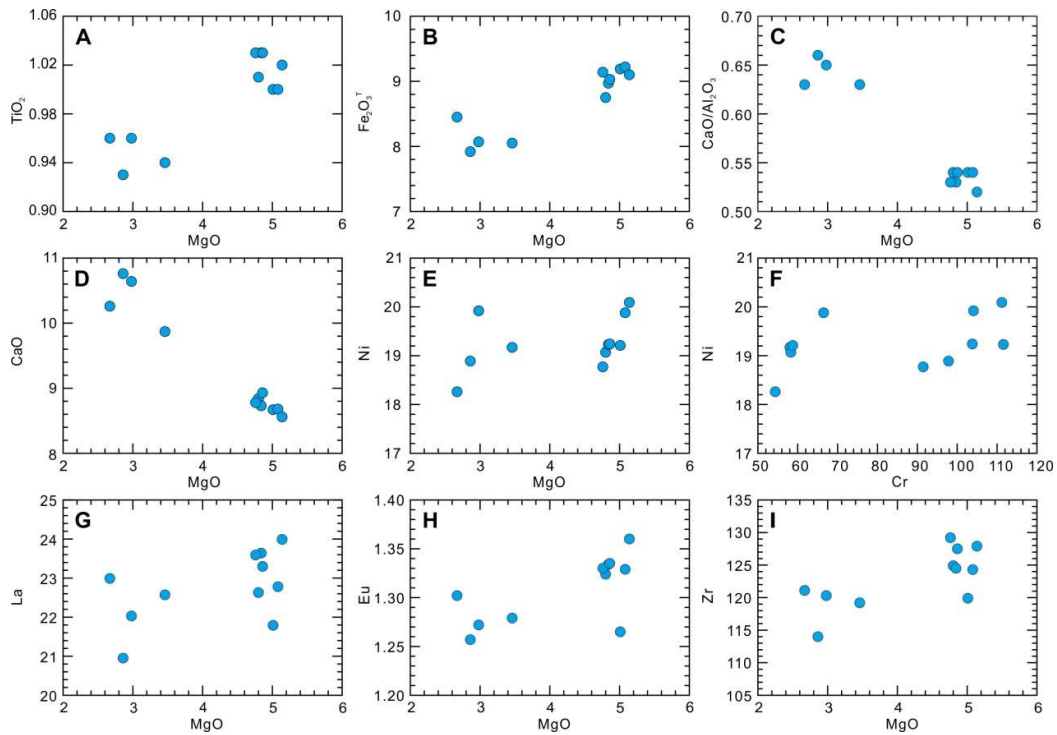 A
1.06
1.02
0.98
0.94
0.90
TiO2
2 3 4 5 6
MgO
B
10
9
8
7
Fe2O3T
2 3 4 5 6
MgO
C
0.70
0.65
0.60
0.55
0.50
CaO/Al2O3
2 3 4 5 6
MgO
D
11
10
9
8
CaO
2 3 4 5 6
MgO
E
21
20
19
18
17
Ni
2 3 4 5 6
MgO
F
21
20
19
18
17
Ni
50 60 70 80 90 100 110 120
Cr
G
25
24
23
22
21
20
La
2 3 4 5 6
MgO
H
1.40
1.35
1.30
1.25
1.20
Eu
2 3 4 5 6
MgO
I
135
130
125
120
115
110
105
Zr
2 3 4 5 6
MgO